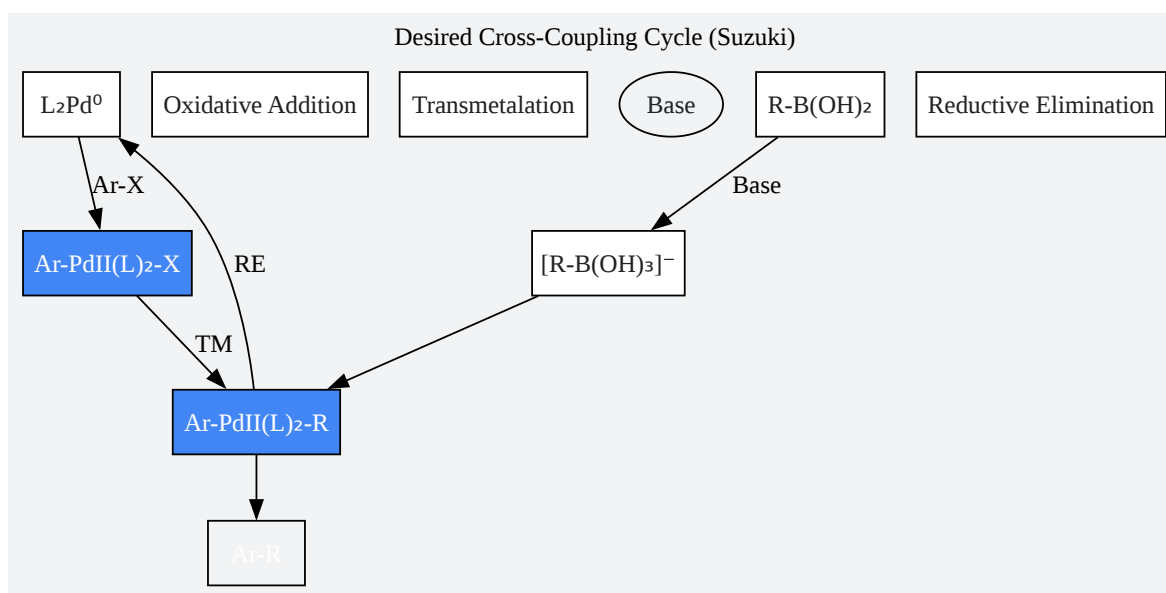 Desired Cross-Coupling Cycle (Suzuki)
L₂Pd⁰
Oxidative Addition
Transmetalation
Base
R-B(OH)₂
Reductive Elimination
Ar-X
Base
Ar-PdII(L)₂-X
RE
[R-B(OH)₃]⁻
TM
Ar-PdII(L)₂-R
Ar-R